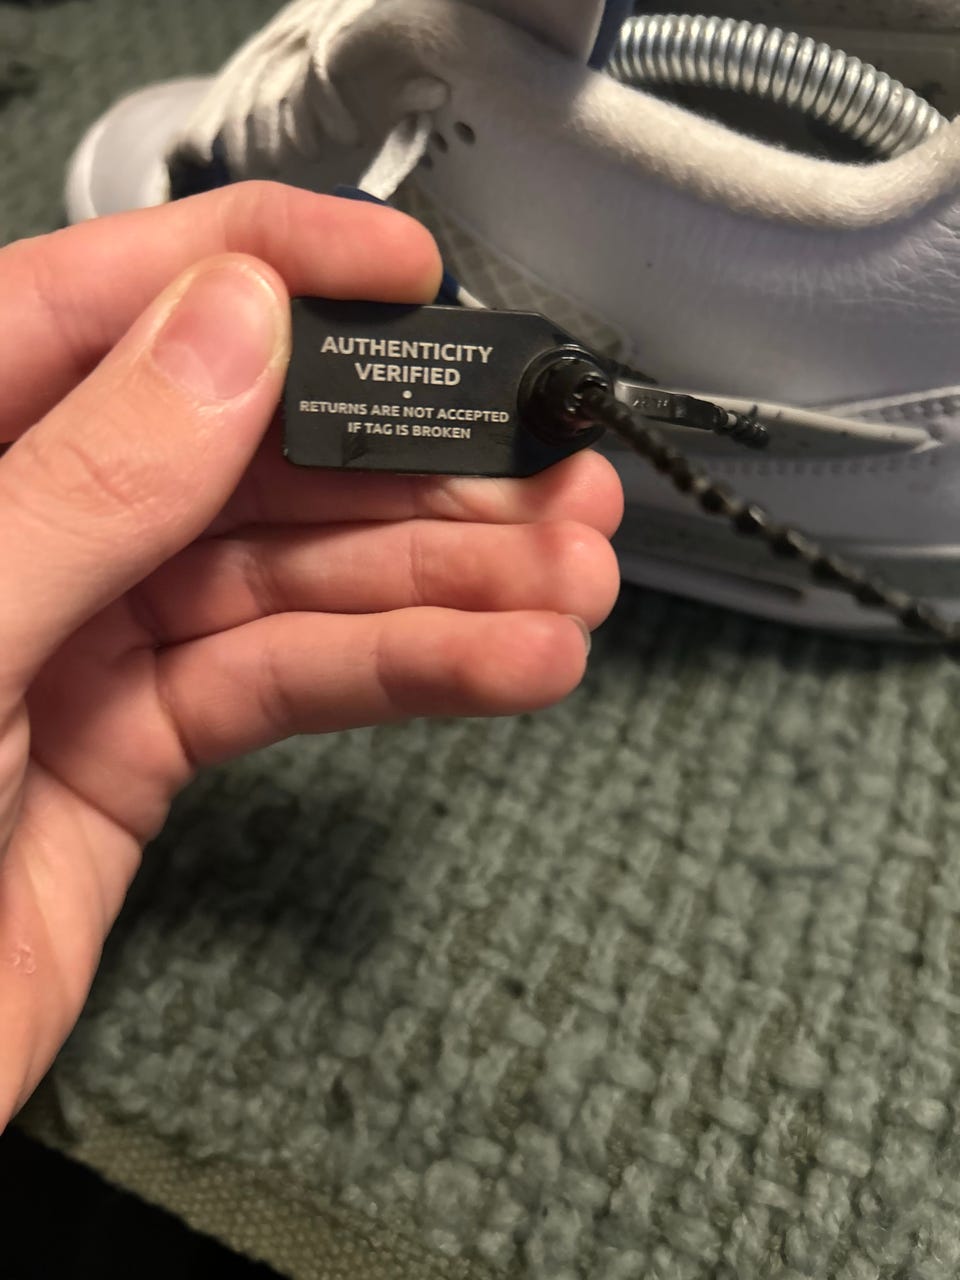 AUTHENTICITY
VERIFIED
•
RETURNS ARE NOT ACCEPTED
IF TAG IS BROKEN